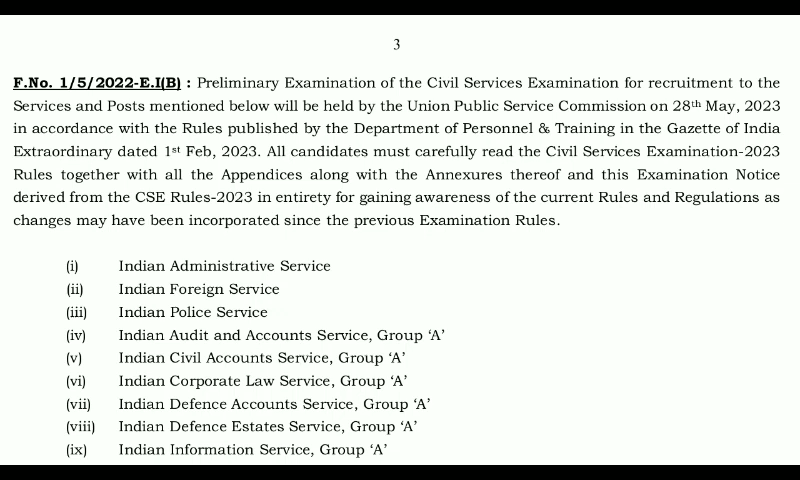 3
F.No. 1/5/2022-E.I(B) : Preliminary Examination of the Civil Services Examination for recruitment to the
Services and Posts mentioned below will be held by the Union Public Service Commission on 28th May, 2023
in accordance with the Rules published by the Department of Personnel & Training in the Gazette of India
Extraordinary dated 1st Feb, 2023. All candidates must carefully read the Civil Services Examination-2023
Rules together with all the Appendices along with the Annexures thereof and this Examination Notice
derived from the CSE Rules-2023 in entirety for gaining awareness of the current Rules and Regulations as
changes may have been incorporated since the previous Examination Rules.
(i) Indian Administrative Service
(ii) Indian Foreign Service
(iii) Indian Police Service
(iv) Indian Audit and Accounts Service, Group ‘A’
(v) Indian Civil Accounts Service, Group ‘A’
(vi) Indian Corporate Law Service, Group ‘A’
(vii) Indian Defence Accounts Service, Group ‘A’
(viii) Indian Defence Estates Service, Group ‘A’
(ix) Indian Information Service, Group ‘A’